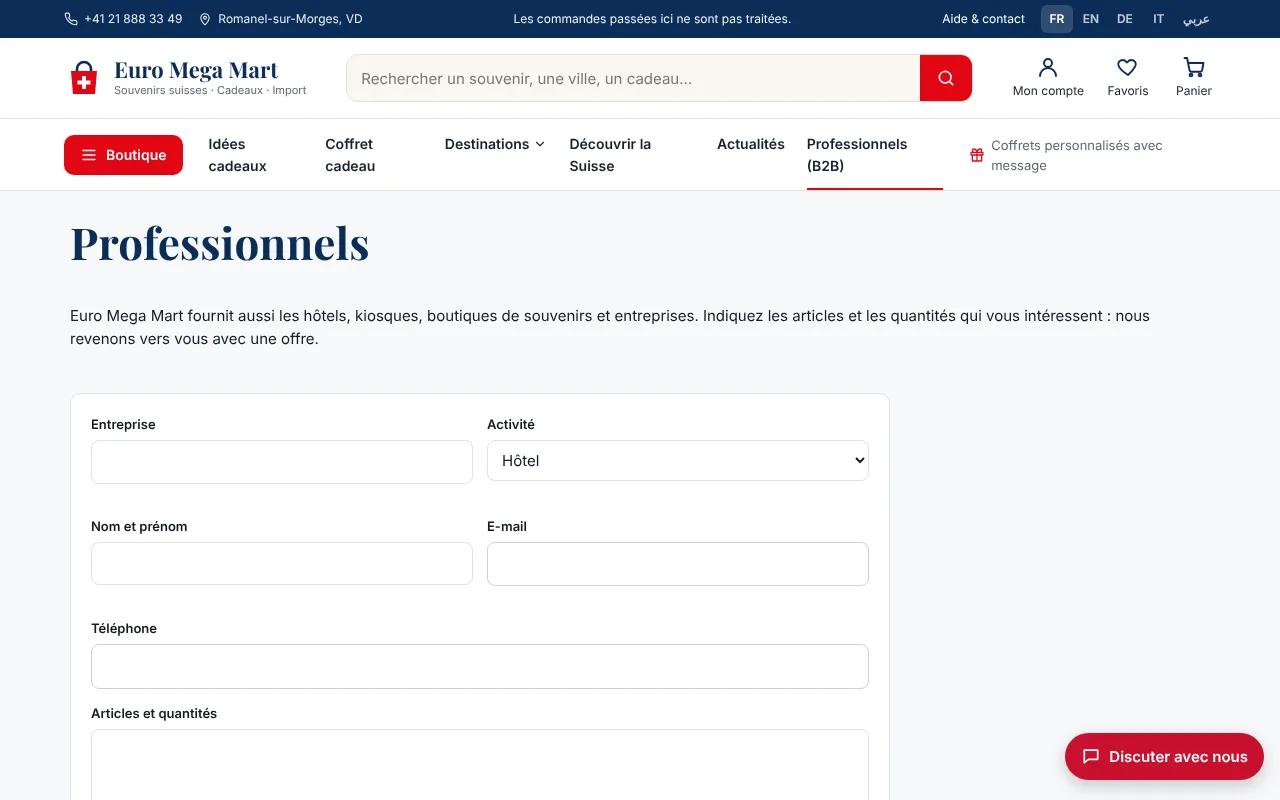 +41 21 888 33 49
Romanel-sur-Morges, VD
Les commandes passées ici ne sont pas traitées.
Aide & contact
FR
EN
DE
IT
عربي
Euro Mega Mart
Souvenirs suisses · Cadeaux · Import
Rechercher un souvenir, une ville, un cadeau...
Mon compte
Favoris
Panier
Boutique
Idées
cadeaux
Coffret
cadeau
Destinations
Découvrir la
Suisse
Actualités
Professionnels
(B2B)
Coffrets personnalisés avec
message
Professionnels
Euro Mega Mart fournit aussi les hôtels, kiosques, boutiques de souvenirs et entreprises. Indiquez les articles et les quantités qui vous intéressent : nous
revenons vers vous avec une offre.
Entreprise
Activité
Hôtel
Nom et prénom
E-mail
Téléphone
Articles et quantités
Discuter avec nous